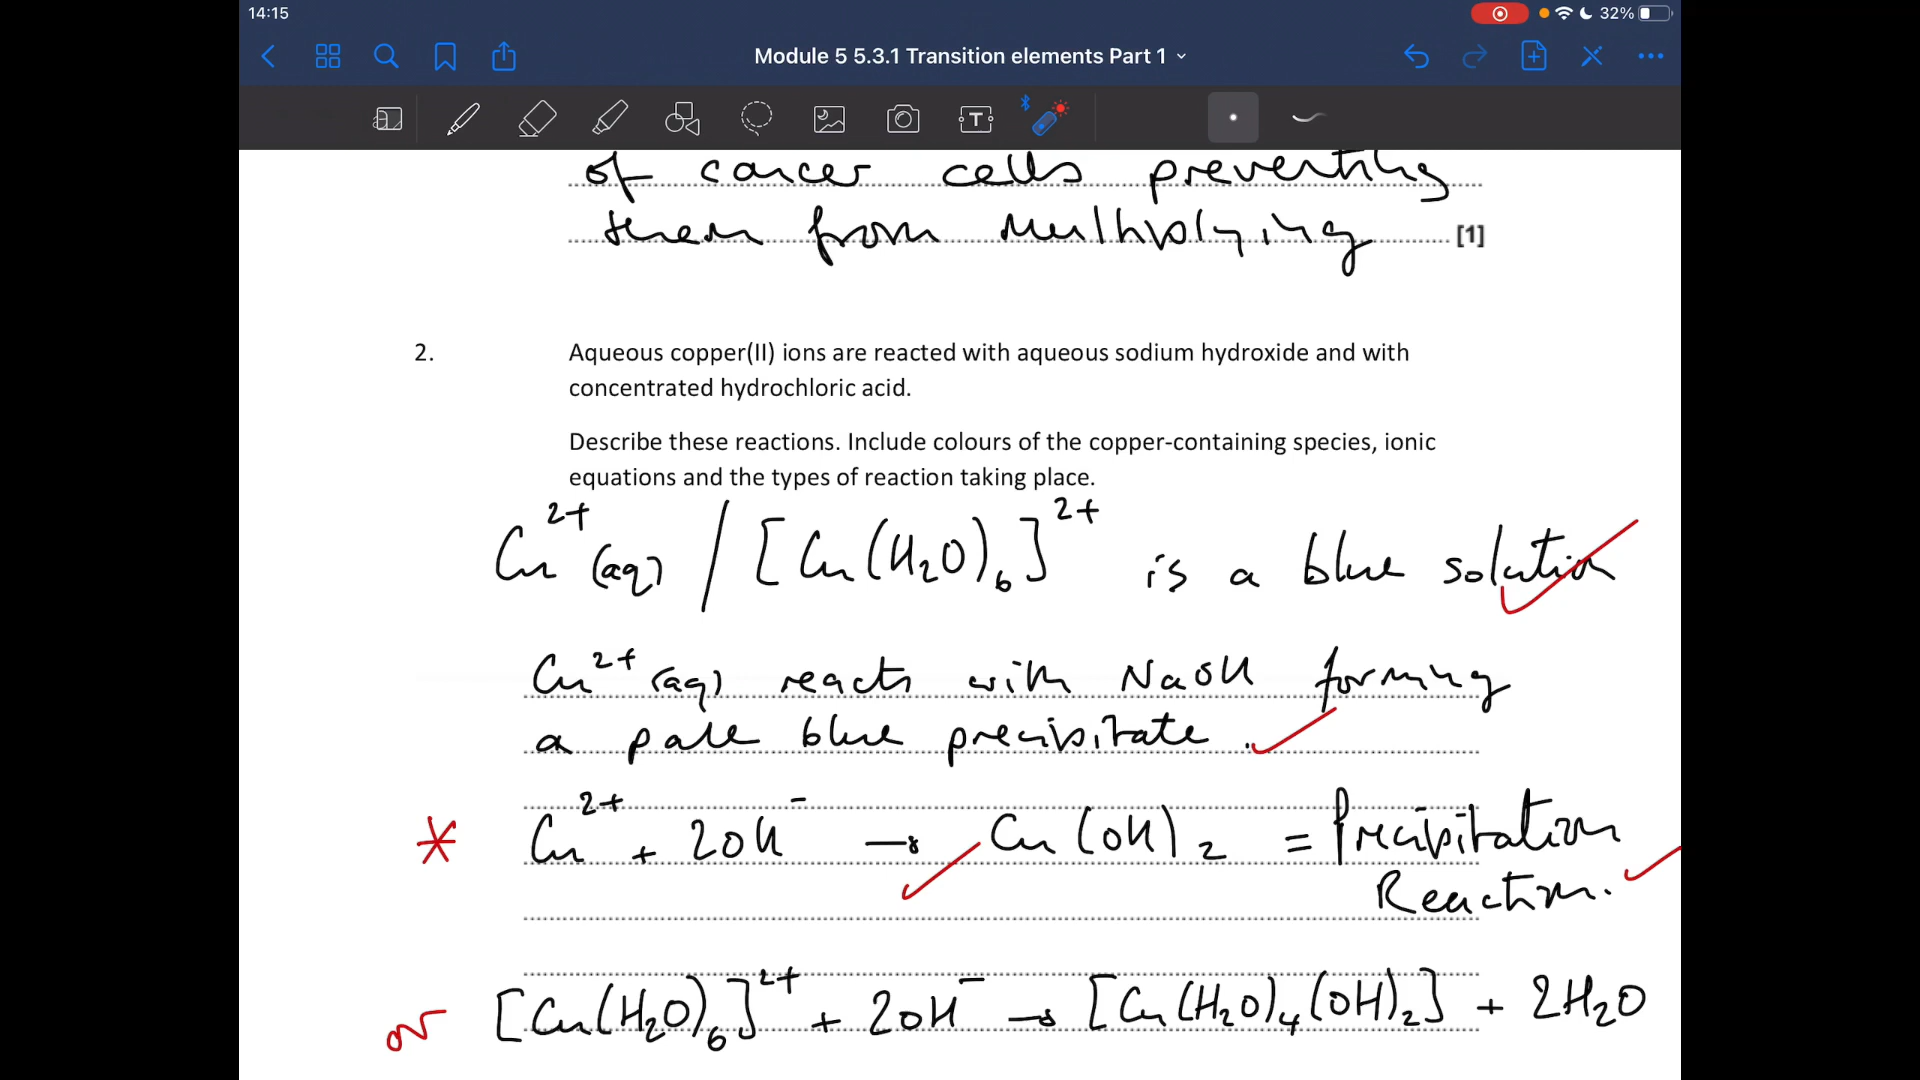 14:15
32%
Module 5 5.3.1 Transition elements Part 1
of cancer cells preventing
them from multiplying [1]
2. Aqueous copper(II) ions are reacted with aqueous sodium hydroxide and with
concentrated hydrochloric acid.
Describe these reactions. Include colours of the copper-containing species, ionic
equations and the types of reaction taking place.
Cu²⁺(aq) / [Cu(H₂O)₆]²⁺ is a blue solution
Cu²⁺(aq) reacts with NaOH forming
a pale blue precipitate.
* Cu²⁺ + 2OH⁻ → Cu(OH)₂ = Precipitation
Reaction.
or [Cu(H₂O)₆]²⁺ + 2OH⁻ → [Cu(H₂O)₄(OH)₂] + 2H₂O